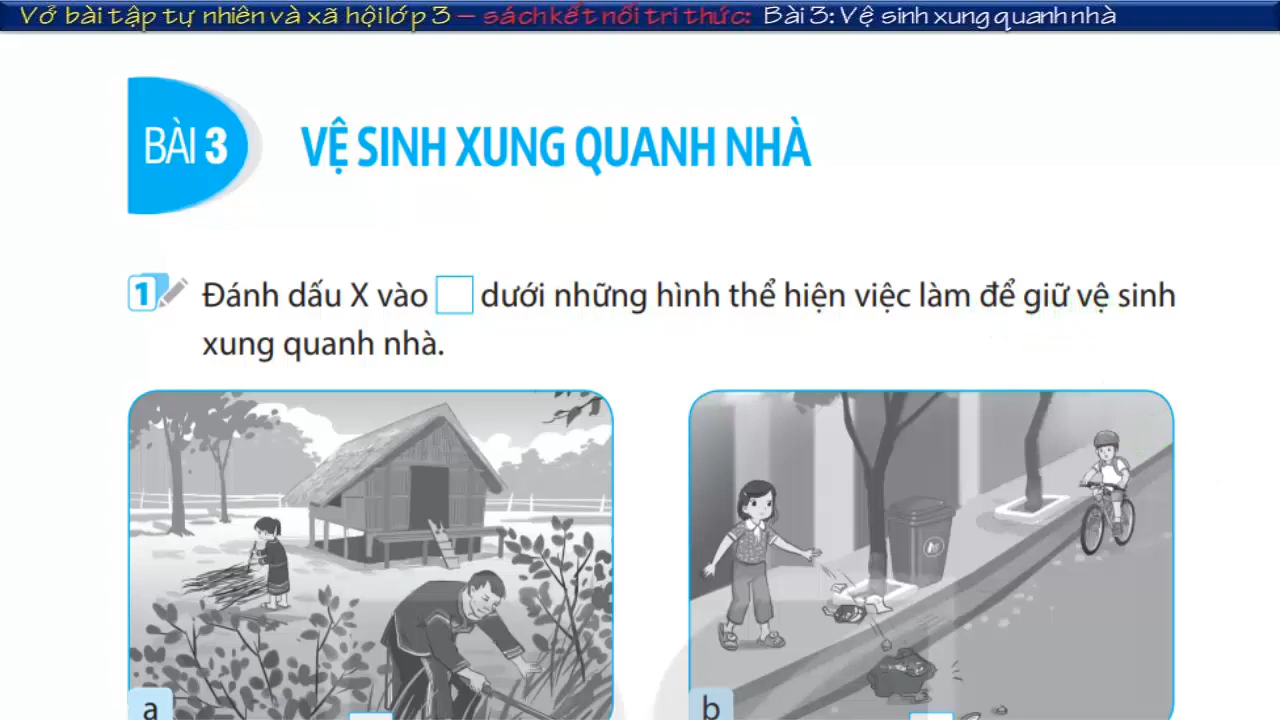 Vở bài tập tự nhiên và xã hội lớp 3 – sách kết nối tri thức: Bài 3: Vệ sinh xung quanh nhà
BÀI 3
VỆ SINH XUNG QUANH NHÀ
1 Đánh dấu X vào dưới những hình thể hiện việc làm để giữ vệ sinh
xung quanh nhà.
a
b